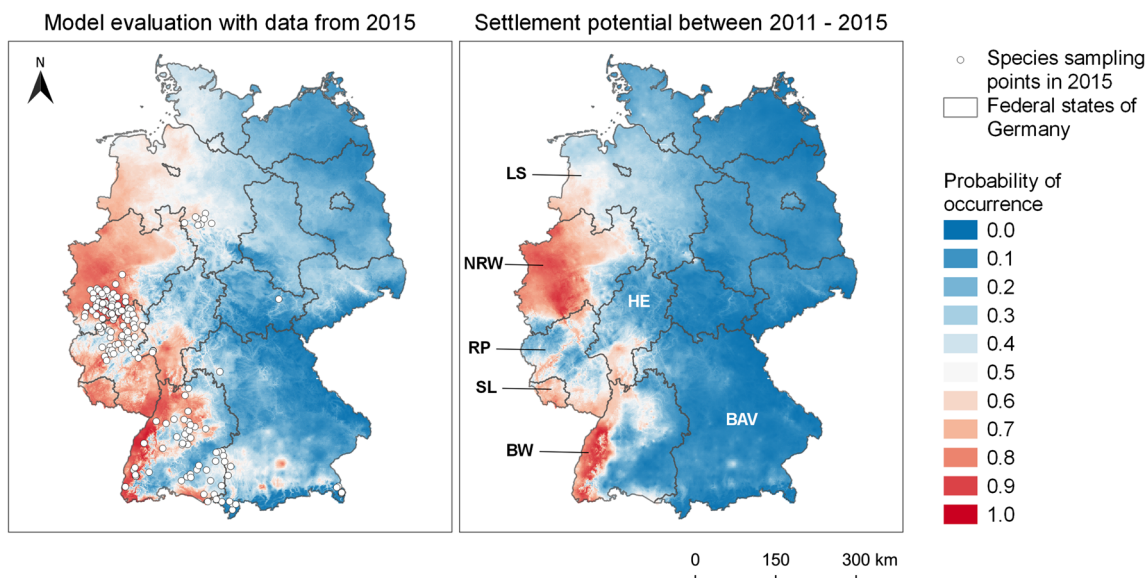 Model evaluation with data from 2015
Settlement potential between 2011 - 2015
N
LS
NRW
HE
RP
SL
BAV
BW
Species sampling
points in 2015
Federal states of
Germany
Probability of
occurrence
0.0
0.1
0.2
0.3
0.4
0.5
0.6
0.7
0.8
0.9
1.0
0 150 300 km